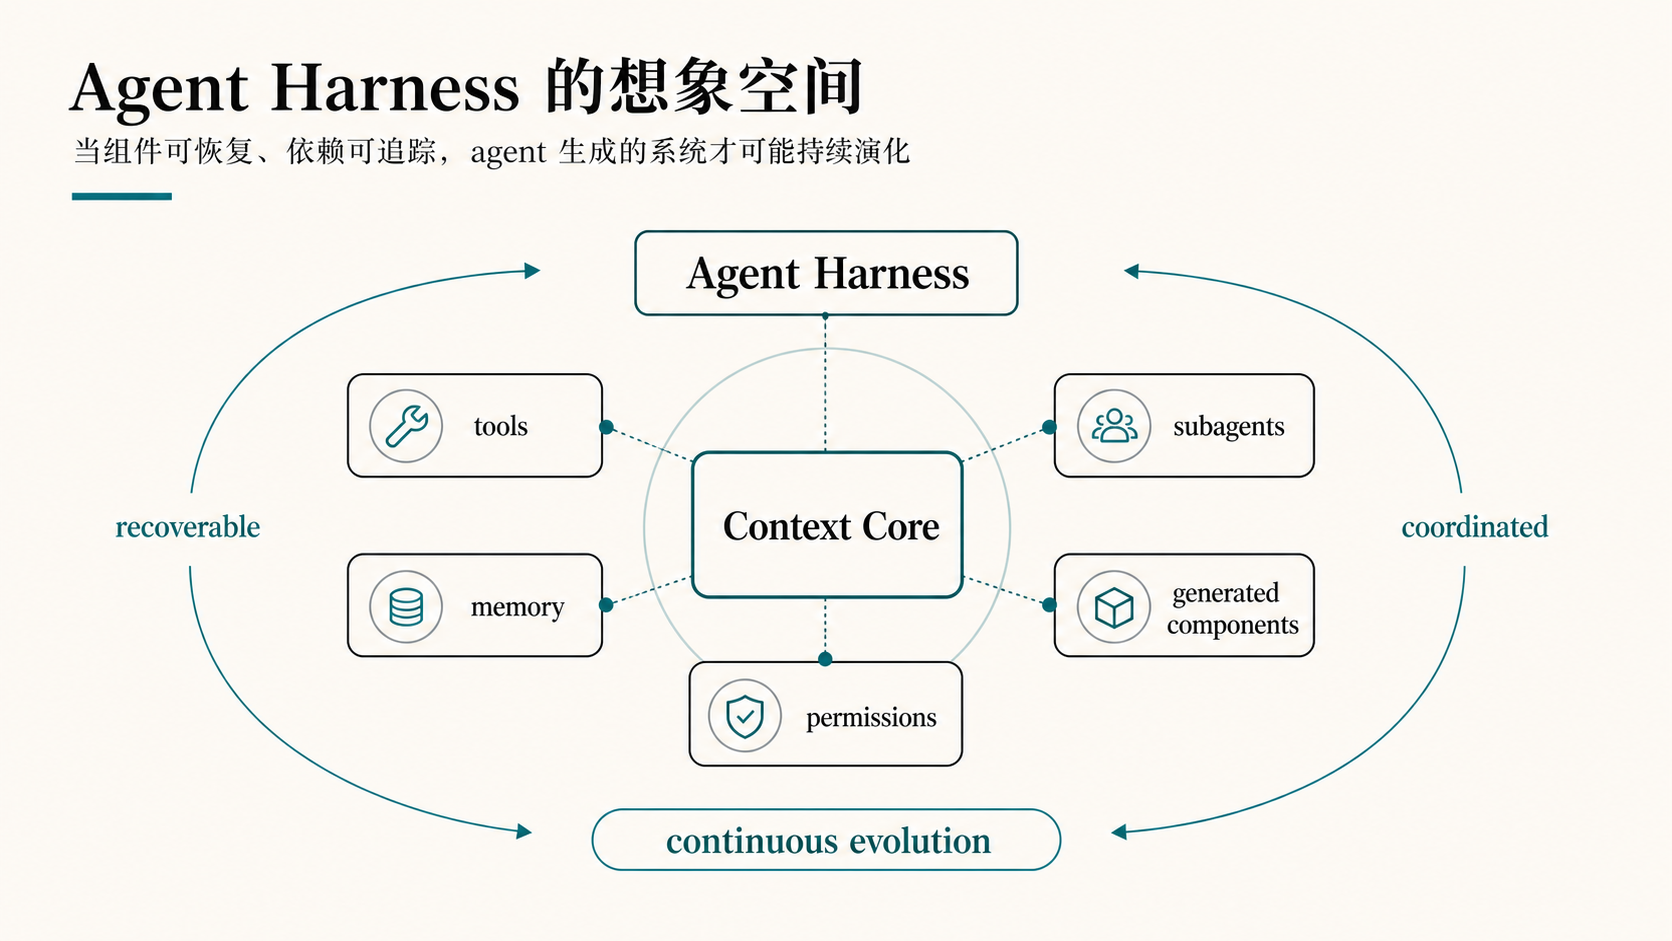 Agent Harness 的想象空间
当组件可恢复、依赖可追踪，agent 生成的系统才可能持续演化
Agent Harness
tools
subagents
recoverable
Context Core
coordinated
memory
generated
components
permissions
continuous evolution